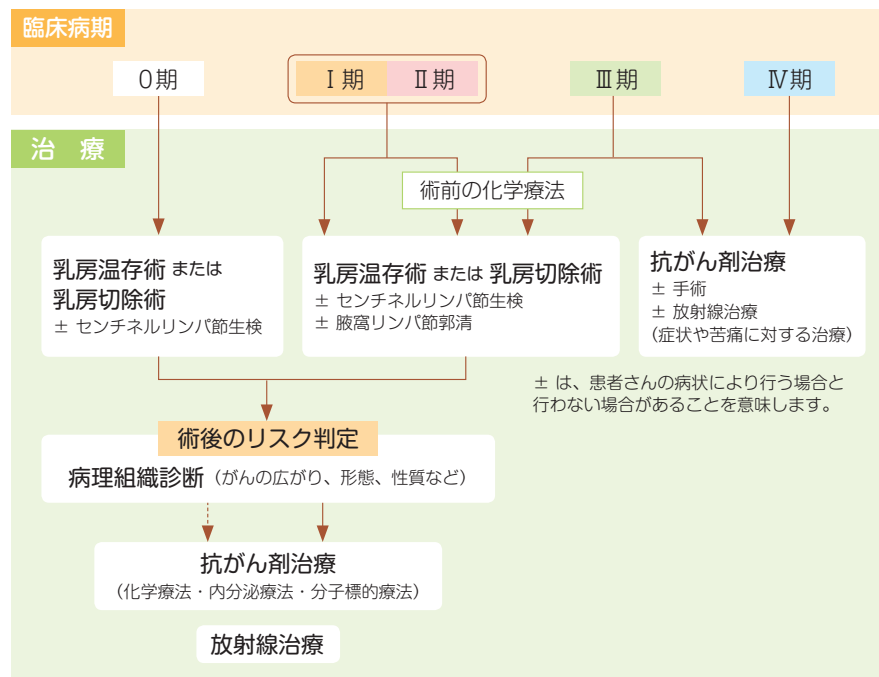 臨床病期
0期
Ⅰ期 Ⅱ期
Ⅲ期
Ⅳ期
治 療
術前の化学療法
乳房温存術 または
乳房切除術
± センチネルリンパ節生検
乳房温存術 または 乳房切除術
± センチネルリンパ節生検
± 腋窩リンパ節郭清
抗がん剤治療
± 手術
± 放射線治療
(症状や苦痛に対する治療)
± は、患者さんの病状により行う場合と
行わない場合があることを意味します。
術後のリスク判定
病理組織診断(がんの広がり、形態、性質など)
抗がん剤治療
(化学療法・内分泌療法・分子標的療法)
放射線治療